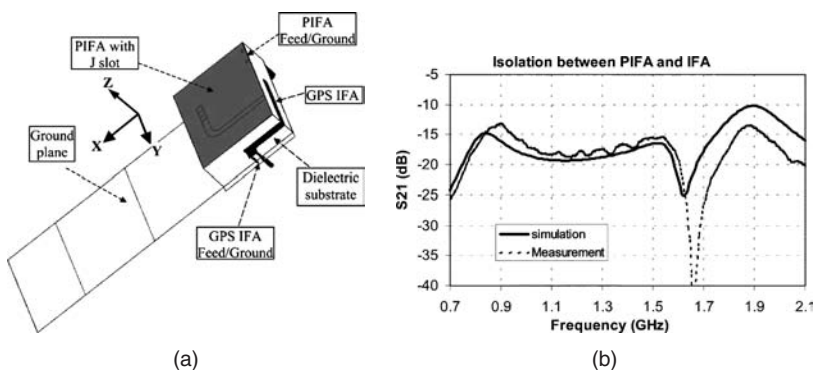 PIFA
Feed/Ground
PIFA with
J slot
GPS IFA
Z
X
Y
Ground
plane
Dielectric
substrate
GPS IFA
Feed/Ground
(a)
Isolation between PIFA and IFA
S21 (dB)
-5
-10
-15
-20
-25
-30
-35
-40
simulation
Measurement
0.7 0.9 1.1 1.3 1.5 1.7 1.9 2.1
Frequency (GHz)
(b)